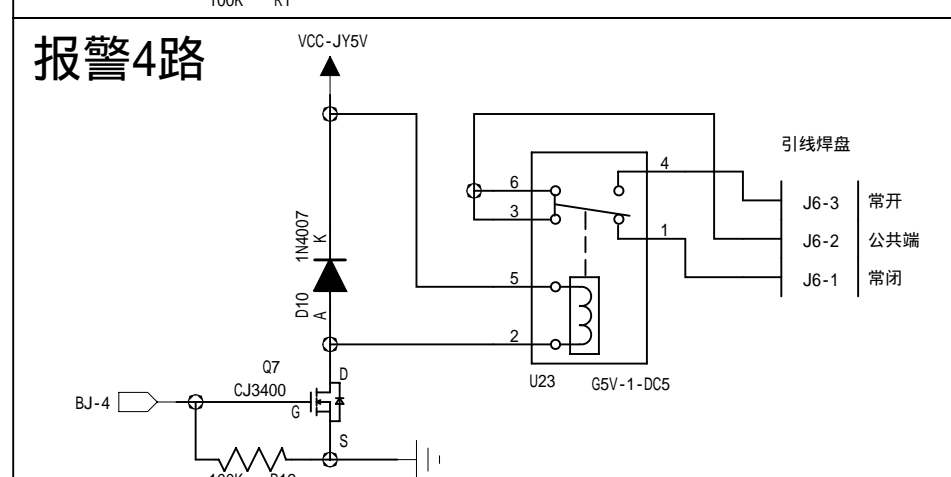 100K R1
报警4路
VCC-JY5V
引线焊盘
1N4007
K
D10
A
6
3
5
2
4
1
J6-3 常开
J6-2 公共端
J6-1 常闭
U23 G5V-1-DC5
Q7
CJ3400
D
G
S
BJ-4